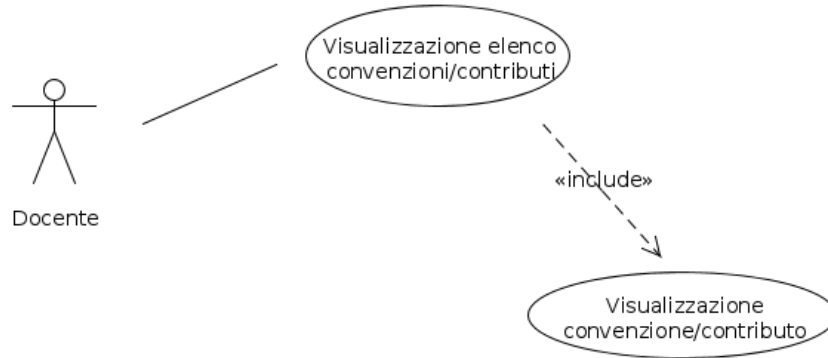 Visualizzazione elenco
convenzioni/contributi
«include»
Docente
Visualizzazione
convenzione/contributo